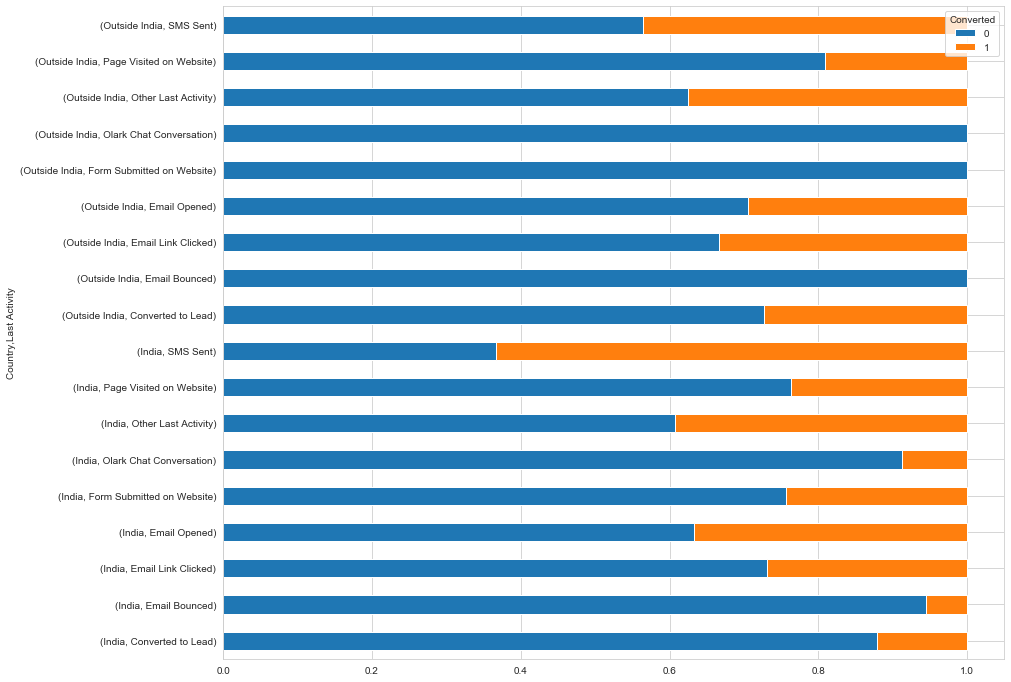 Converted
0
1
(Outside India, SMS Sent)
(Outside India, Page Visited on Website)
(Outside India, Other Last Activity)
(Outside India, Olark Chat Conversation)
(Outside India, Form Submitted on Website)
(Outside India, Email Opened)
(Outside India, Email Link Clicked)
(Outside India, Email Bounced)
(Outside India, Converted to Lead)
(India, SMS Sent)
(India, Page Visited on Website)
(India, Other Last Activity)
(India, Olark Chat Conversation)
(India, Form Submitted on Website)
(India, Email Opened)
(India, Email Link Clicked)
(India, Email Bounced)
(India, Converted to Lead)
Country,Last Activity
0.0 0.2 0.4 0.6 0.8 1.0